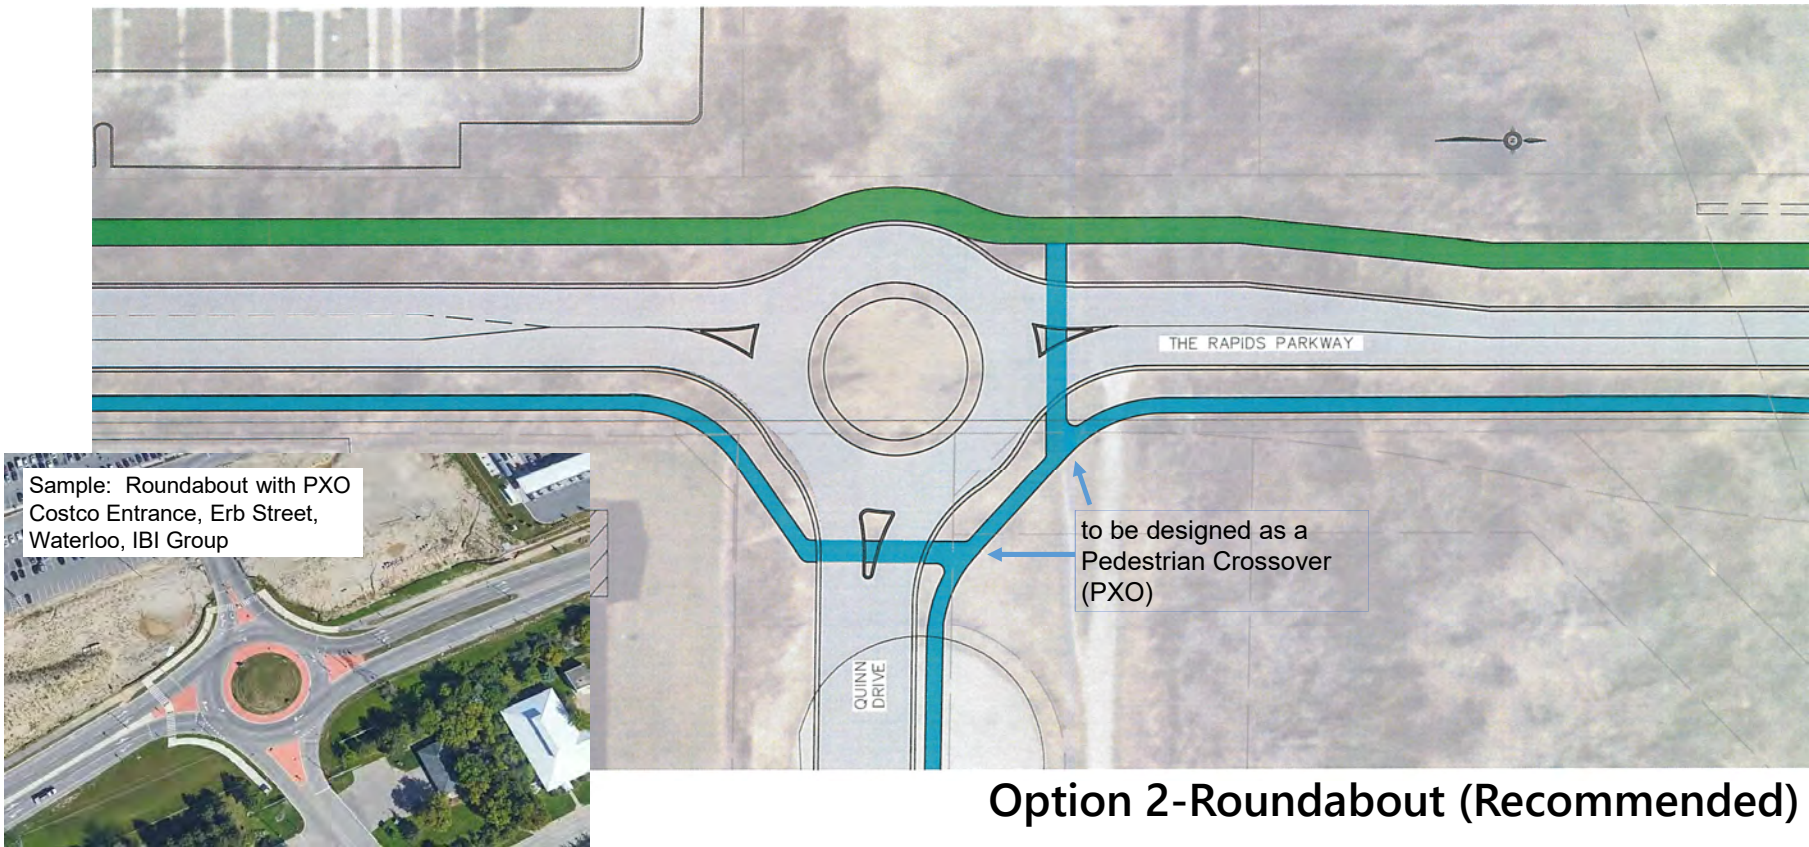 THE RAPIDS PARKWAY
Sample: Roundabout with PXO
Costco Entrance, Erb Street,
Waterloo, IBI Group
to be designed as a
Pedestrian Crossover
(PXO)
QUINN
DRIVE
Option 2-Roundabout (Recommended)